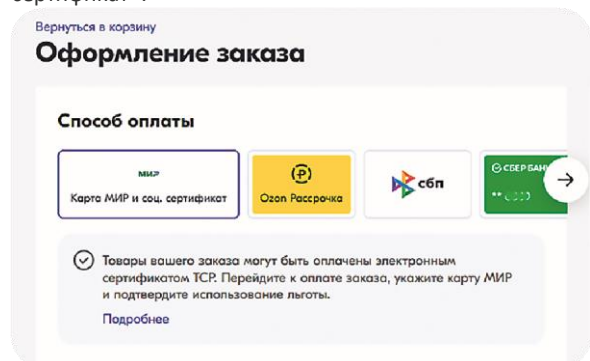 Вернуться в корзину
Оформление заказа
Способ оплаты
МИР
Карта МИР и соц. сертификат
Ozon Рассрочка
сбп
СБЕРБАН
Товары вашего заказа могут быть оплачены электронным
сертификатом ТСР. Перейдите к оплате заказа, укажите карту МИР
и подтвердите использование льготы.
Подробнее